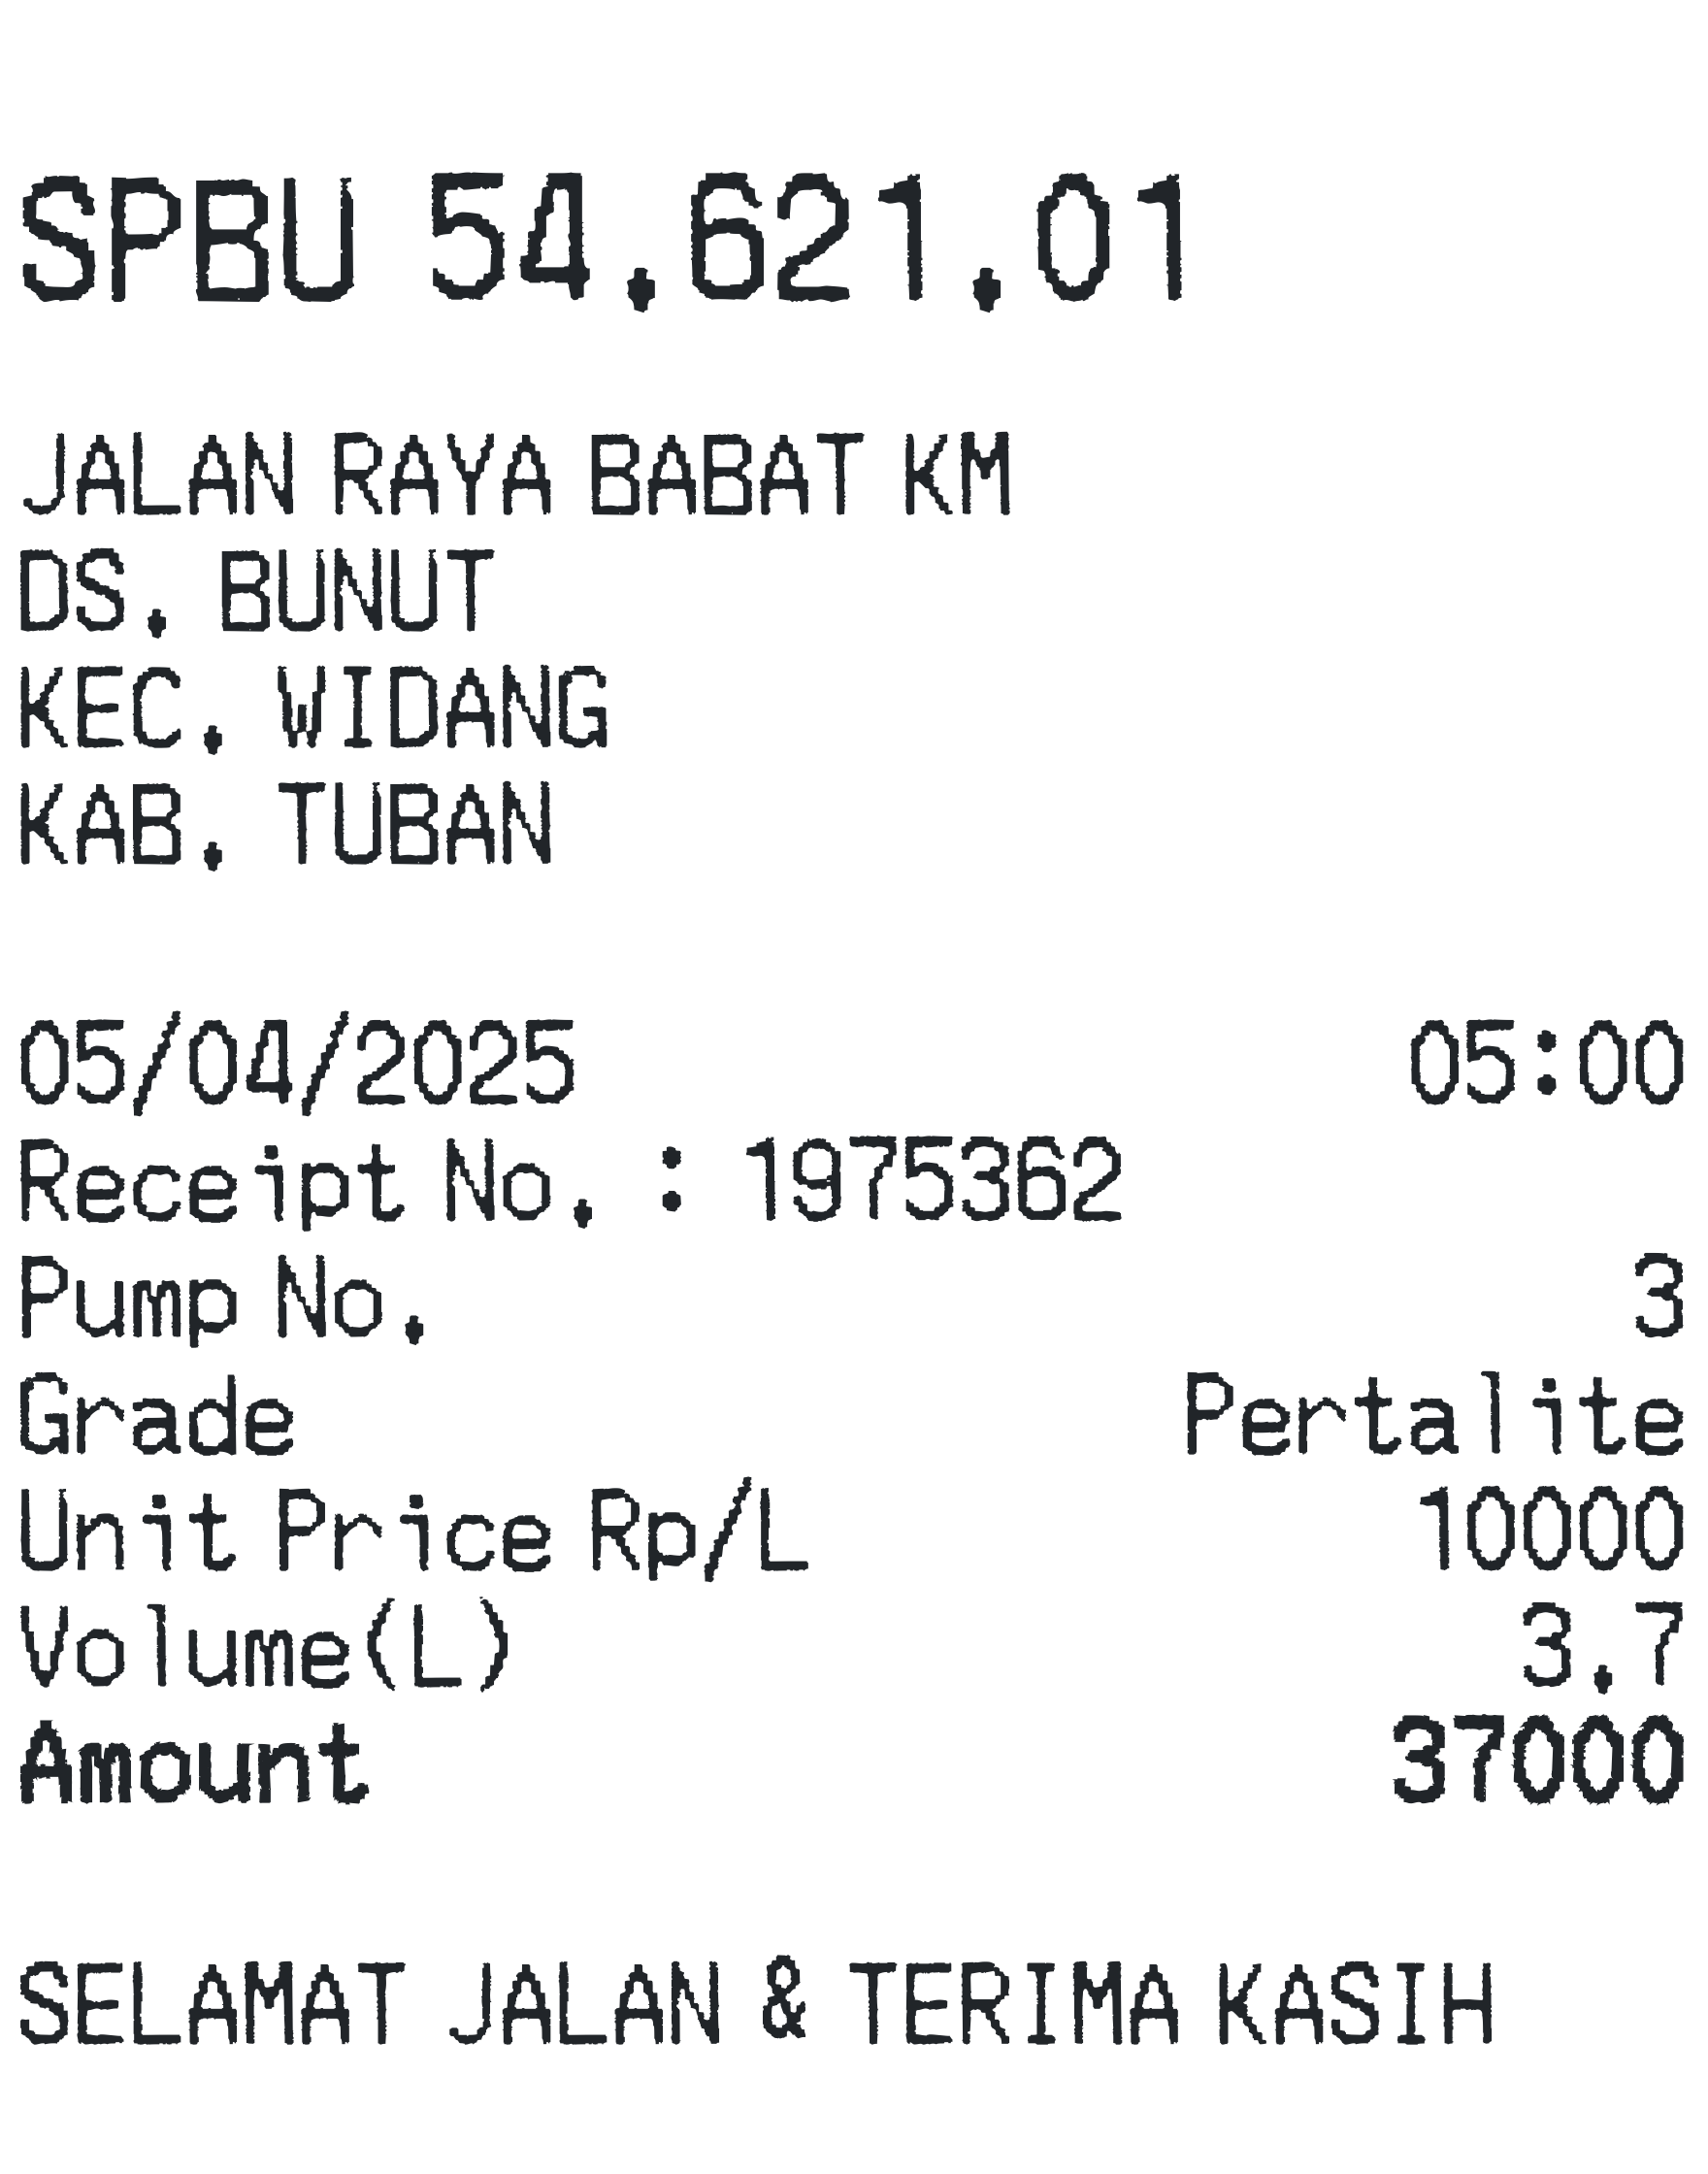 SPBU 54.621.01
JALAN RAYA BABAT KM
DS. BUNUT
KEC. WIDANG
KAB. TUBAN
05/04/2025 05:00
Receipt No. : 1975362
Pump No. 3
Grade Pertalite
Unit Price Rp/L 10000
Volume(L) 3.7
Amount 37000
SELAMAT JALAN & TERIMA KASIH